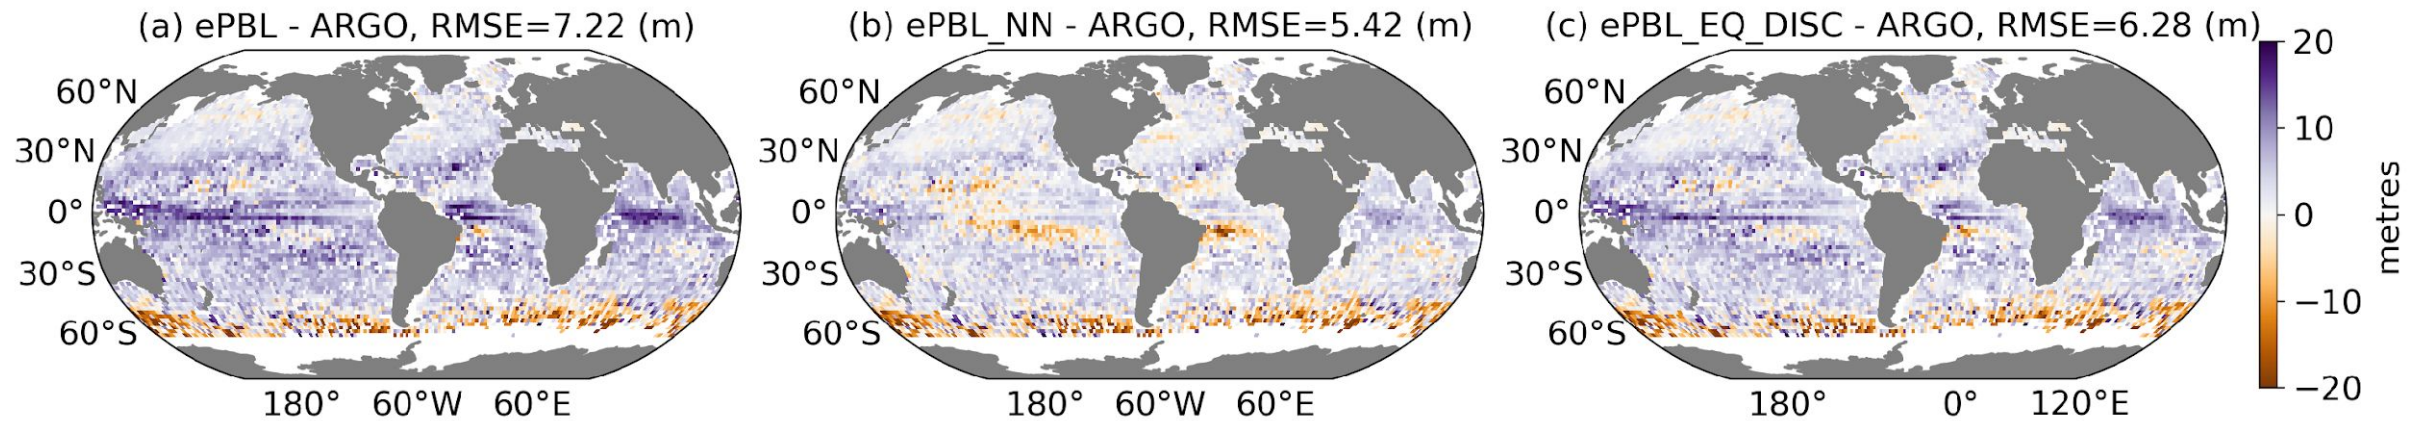 (a) ePBL - ARGO, RMSE=7.22 (m)
60°N
30°N
0°
30°S
60°S
180° 60°W 60°E
(b) ePBL_NN - ARGO, RMSE=5.42 (m)
60°N
30°N
0°
30°S
60°S
180° 60°W 60°E
(c) ePBL_EQ_DISC - ARGO, RMSE=6.28 (m)
60°N
30°N
0°
30°S
60°S
180° 0° 120°E
20
10
0
−10
−20
metres